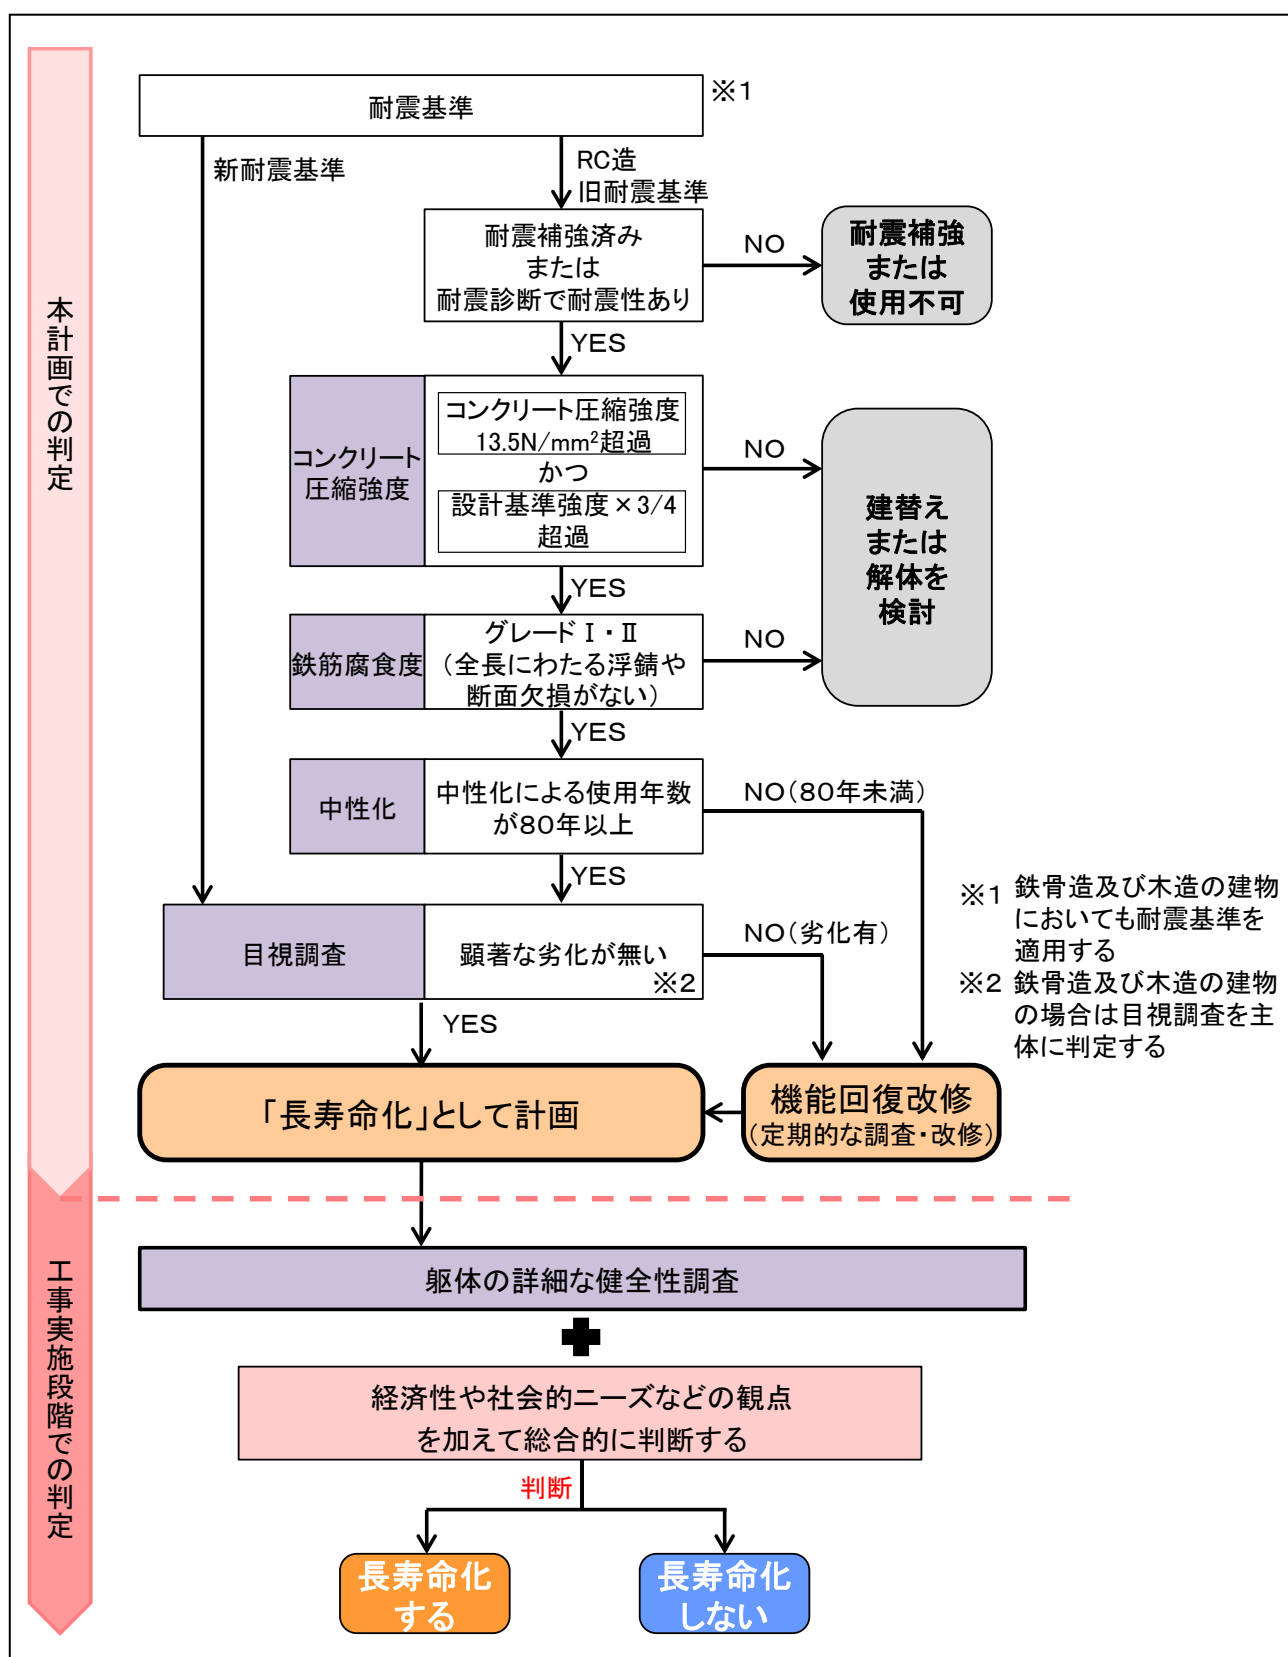 本計画での判定
耐震基準
※1
新耐震基準
RC造
旧耐震基準
耐震補強済み
または
耐震診断で耐震性あり
NO
耐震補強
または
使用不可
YES
コンクリート
圧縮強度
コンクリート圧縮強度
13.5N/mm²超過
かつ
設計基準強度×3/4
超過
NO
建替え
または
解体を
検討
YES
鉄筋腐食度
グレードⅠ・Ⅱ
(全長にわたる浮錆や
断面欠損がない)
NO
YES
中性化
中性化による使用年数
が80年以上
NO(80年未満)
YES
目視調査
顕著な劣化が無い
※2
NO(劣化有)
※1 鉄骨造及び木造の建物
においても耐震基準を
適用する
※2 鉄骨造及び木造の建物
の場合は目視調査を主
体に判定する
YES
「長寿命化」として計画
機能回復改修
(定期的な調査・改修)
工事実施段階での判定
躯体の詳細な健全性調査
経済性や社会的ニーズなどの観点
を加えて総合的に判断する
判断
長寿命化
する
長寿命化
しない